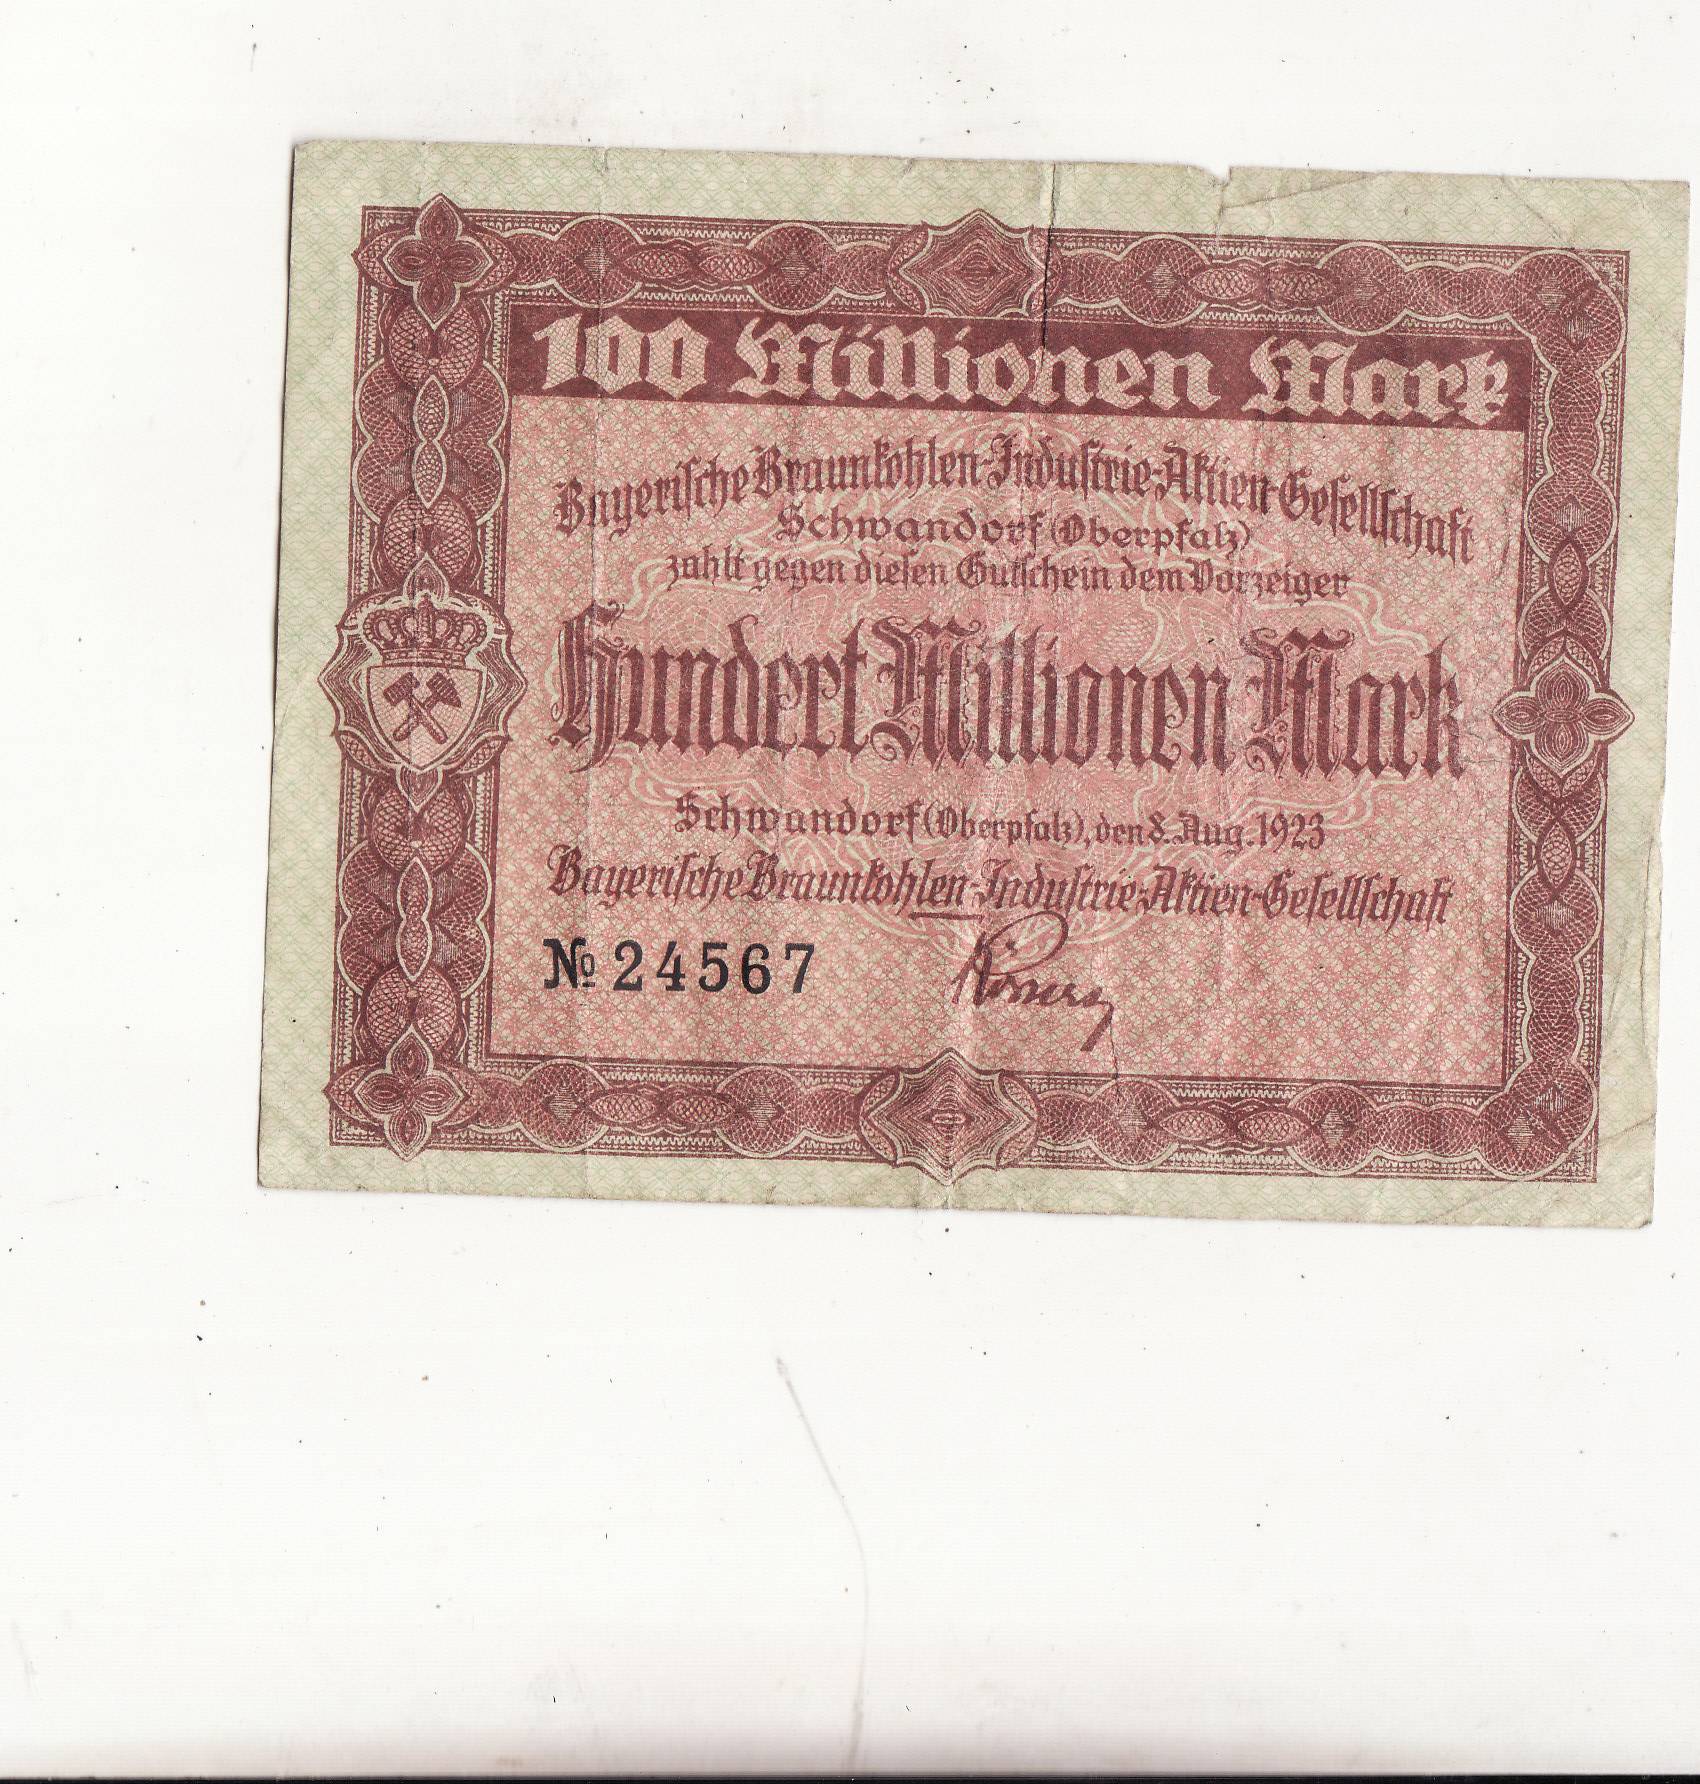 100 Millionen Mark
Bayerische Braunkohlen-Industrie-Aktien-Gesellschaft
Schwandorf (Oberpfalz)
zahlt gegen diesen Gutschein dem Vorzeiger
Hundert Millionen Mark
Schwandorf (Oberpfalz), den 8. Aug. 1923
Bayerische Braunkohlen-Industrie-Aktien-Gesellschaft
№ 24567